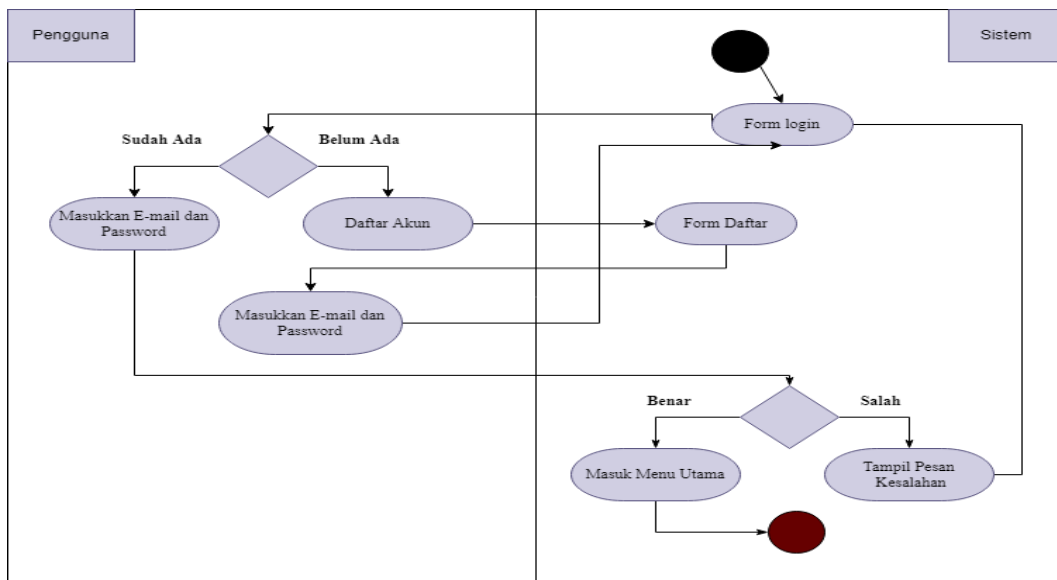 Pengguna
Sistem
Form login
Sudah Ada
Belum Ada
Masukkan E-mail dan
Password
Daftar Akun
Form Daftar
Masukkan E-mail dan
Password
Benar
Salah
Masuk Menu Utama
Tampil Pesan
Kesalahan